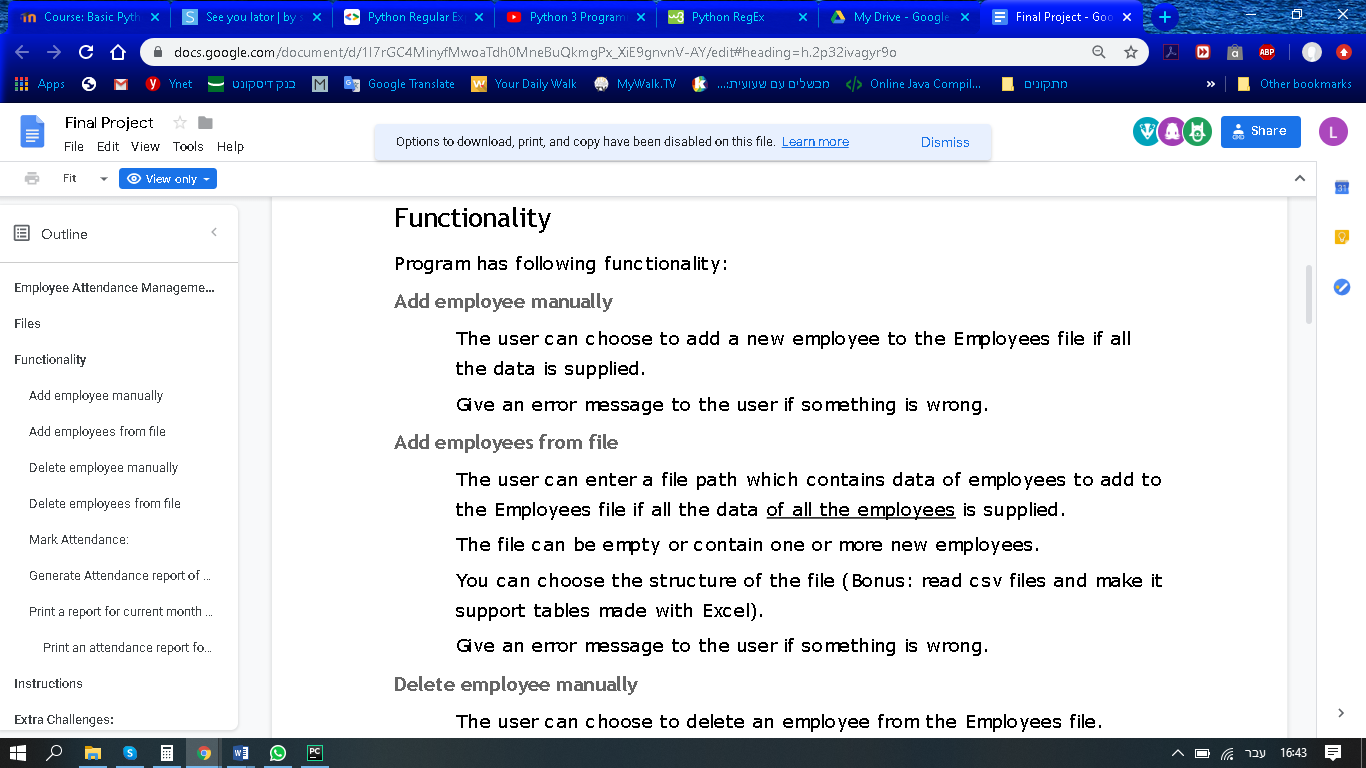 Course: Basic Pyth
See you lator | by s
Python Regular Ex
Python 3 Program
Python RegEx
My Drive - Google
Final Project - Goo
docs.google.com/document/d/1I7rGC4MinyfMwoaTdh0MneBuQkmgPx_XiE9gnvnV-AY/edit#heading=h.2p32ivagyr9o
Apps
Ynet
בנק דיסקונט
Google Translate
Your Daily Walk
MyWalk.TV
מבשלים עם שעועית:...
Online Java Compil...
מתקונים
»
Other bookmarks
Final Project
File Edit View Tools Help
Options to download, print, and copy have been disabled on this file. Learn more Dismiss
Share
L
Fit
View only
Outline
Employee Attendance Manageme...
Files
Functionality
Add employee manually
Add employees from file
Delete employee manually
Delete employees from file
Mark Attendance:
Generate Attendance report of ...
Print a report for current month ...
Print an attendance report fo...
Instructions
Extra Challenges:
Functionality
Program has following functionality:
Add employee manually
The user can choose to add a new employee to the Employees file if all
the data is supplied.
Give an error message to the user if something is wrong.
Add employees from file
The user can enter a file path which contains data of employees to add to
the Employees file if all the data of all the employees is supplied.
The file can be empty or contain one or more new employees.
You can choose the structure of the file (Bonus: read csv files and make it
support tables made with Excel).
Give an error message to the user if something is wrong.
Delete employee manually
The user can choose to delete an employee from the Employees file.
עבר
16:43